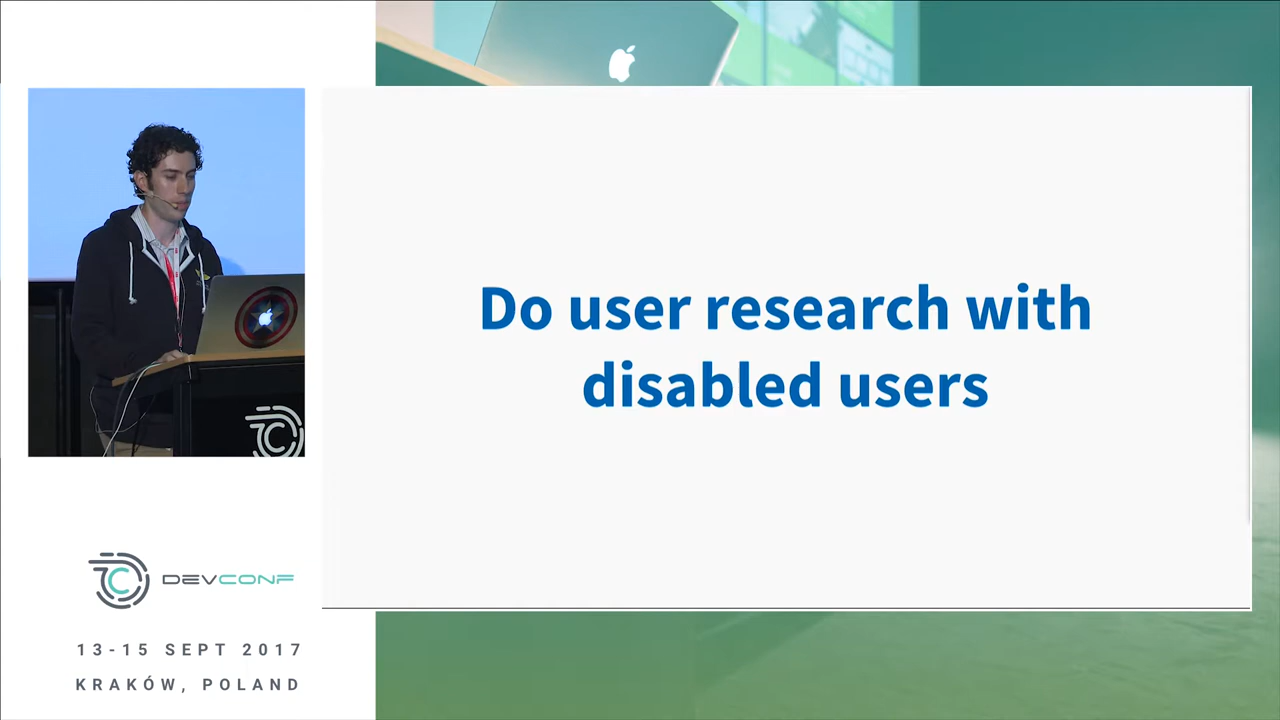 Do user research with
disabled users
DEVCONF
13-15 SEPT 2017
KRAKÓW, POLAND